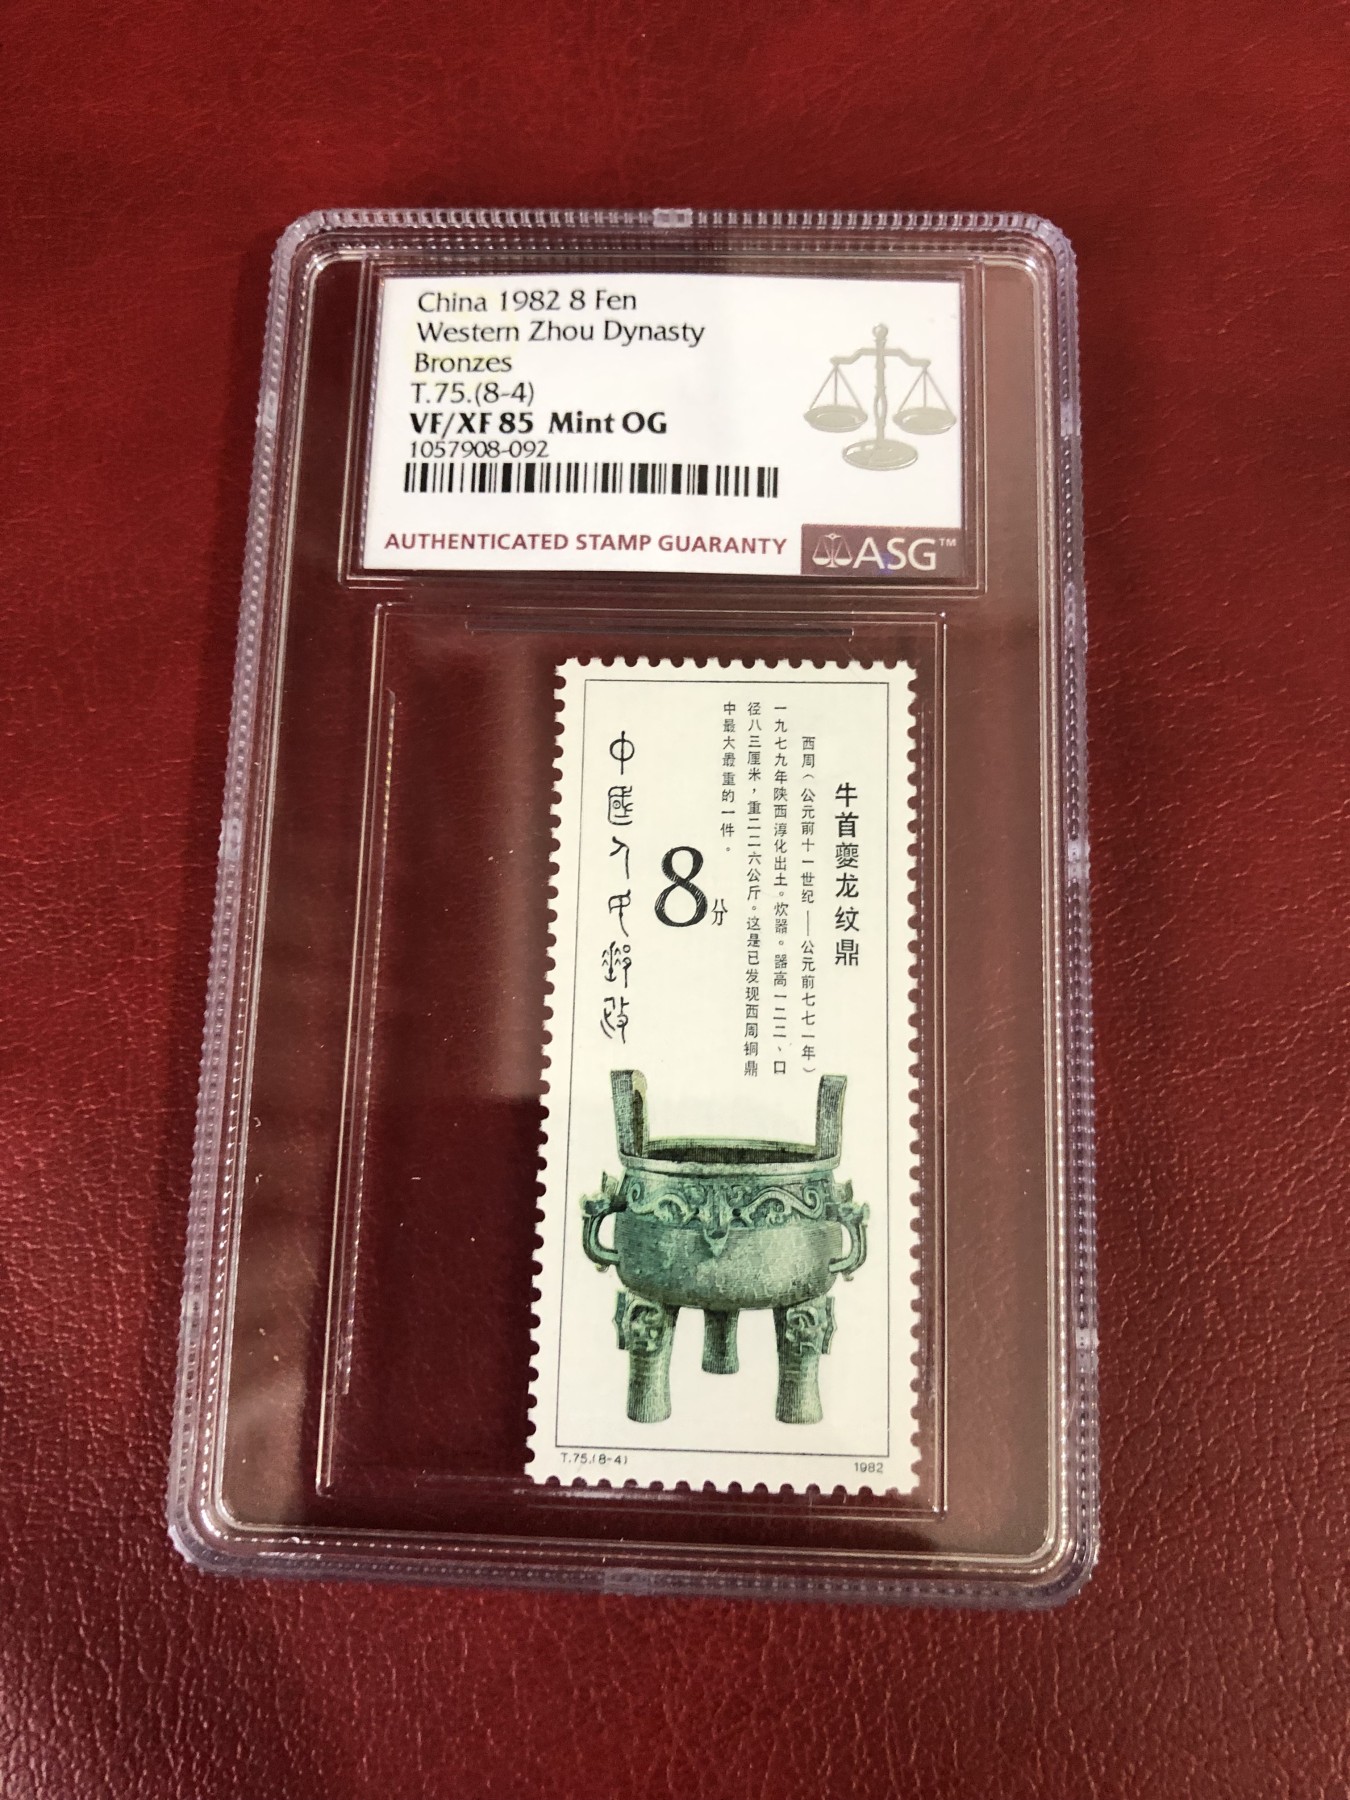 China 1982 8 Fen
Western Zhou Dynasty
Bronzes
T.75.(8-4)
VF/XF 85 Mint OG
1057908-092
AUTHENTICATED STAMP GUARANTY
ASG™
牛首夔龙纹鼎
西周（公元前十一世纪——公元前七七一年）
一九七九年陕西淳化出土。炊器。器高一二二、口
径八三厘米，重二二六公斤。这是已发现西周铜鼎
中最大最重的一件。
8分
中國人民郵政
T.75.(8-4)
1982